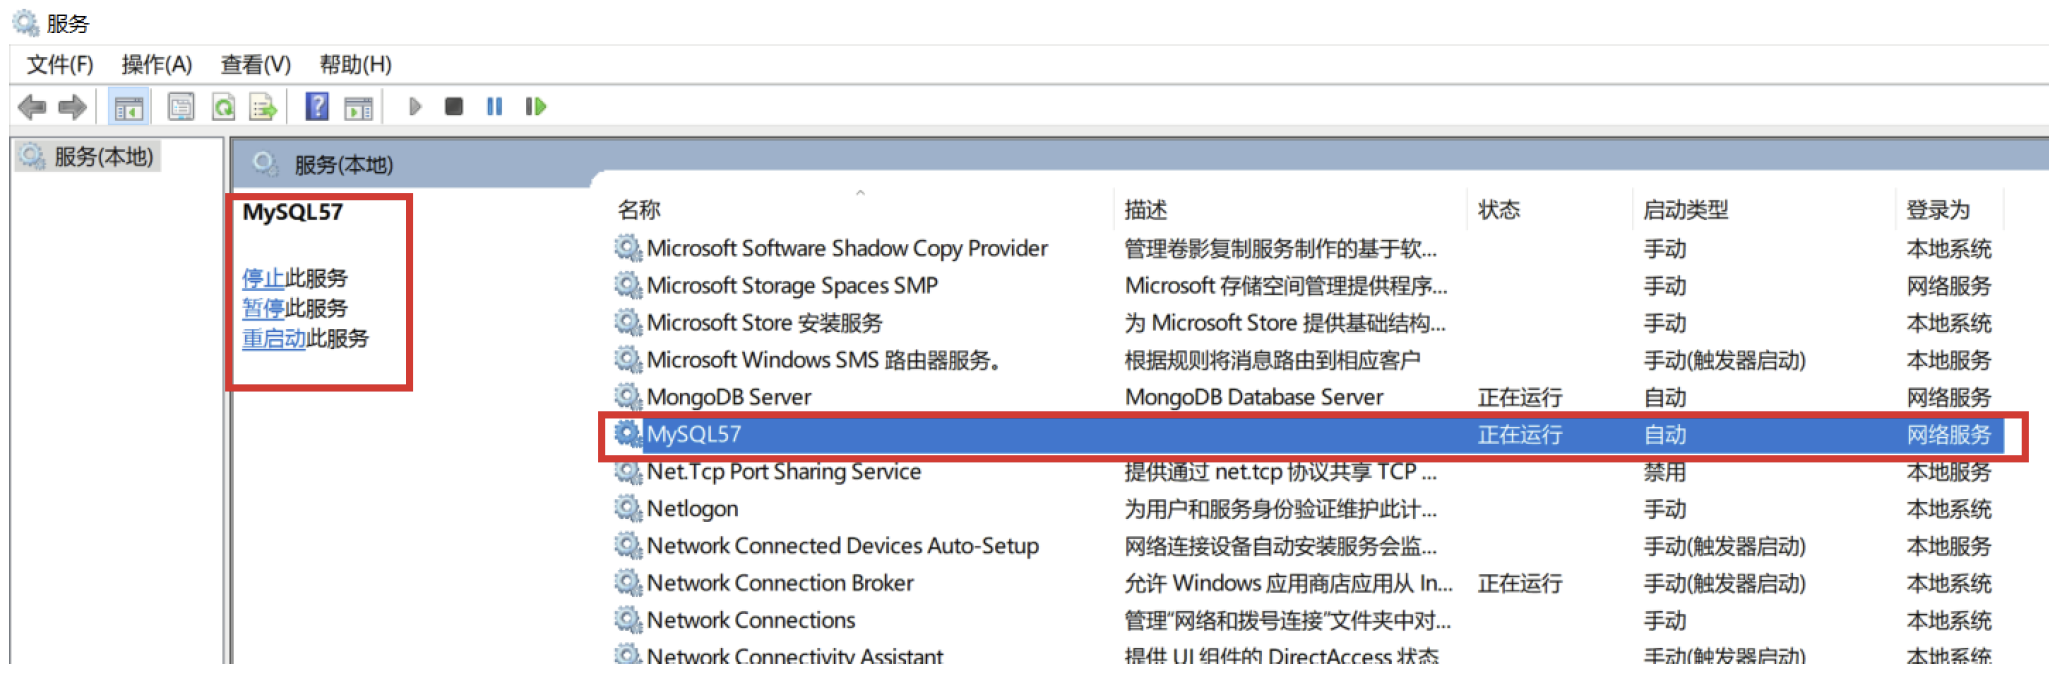 服务
文件(F) 操作(A) 查看(V) 帮助(H)
服务(本地)
服务(本地)
MySQL57
停止此服务
暂停此服务
重启动此服务
名称 描述 状态 启动类型 登录为
Microsoft Software Shadow Copy Provider 管理卷影复制服务制作的基于软... 手动 本地系统
Microsoft Storage Spaces SMP Microsoft 存储空间管理提供程序... 手动 网络服务
Microsoft Store 安装服务 为 Microsoft Store 提供基础结构... 手动 本地系统
Microsoft Windows SMS 路由器服务。 根据规则将消息路由到相应客户 手动(触发器启动) 本地服务
MongoDB Server MongoDB Database Server 正在运行 自动 网络服务
MySQL57 正在运行 自动 网络服务
Net.Tcp Port Sharing Service 提供通过 net.tcp 协议共享 TCP ... 禁用 本地服务
Netlogon 为用户和服务身份验证维护此计... 手动 本地系统
Network Connected Devices Auto-Setup 网络连接设备自动安装服务会监... 手动(触发器启动) 本地服务
Network Connection Broker 允许 Windows 应用商店应用从 In... 正在运行 手动(触发器启动) 本地系统
Network Connections 管理“网络和拨号连接”文件夹中对... 手动 本地系统
Network Connectivity Assistant 提供 UI 组件的 DirectAccess 状态 手动(触发器启动) 本地系统